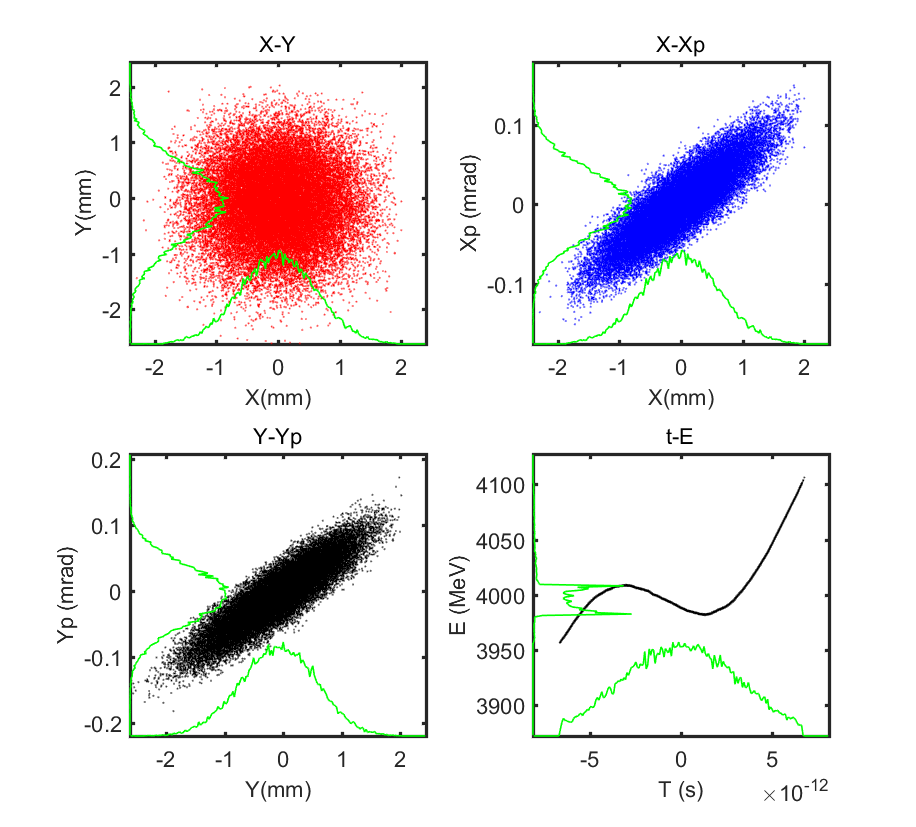 X-Y
2
1
0
-1
-2
Y(mm)
-2 -1 0 1 2
X(mm)
X-Xp
0.1
0
-0.1
Xp (mrad)
-2 -1 0 1 2
X(mm)
Y-Yp
0.2
0.1
0
-0.1
-0.2
Yp (mrad)
-2 -1 0 1 2
Y(mm)
t-E
4100
4050
4000
3950
3900
E (MeV)
-5 0 5
T (s) ×10⁻¹²